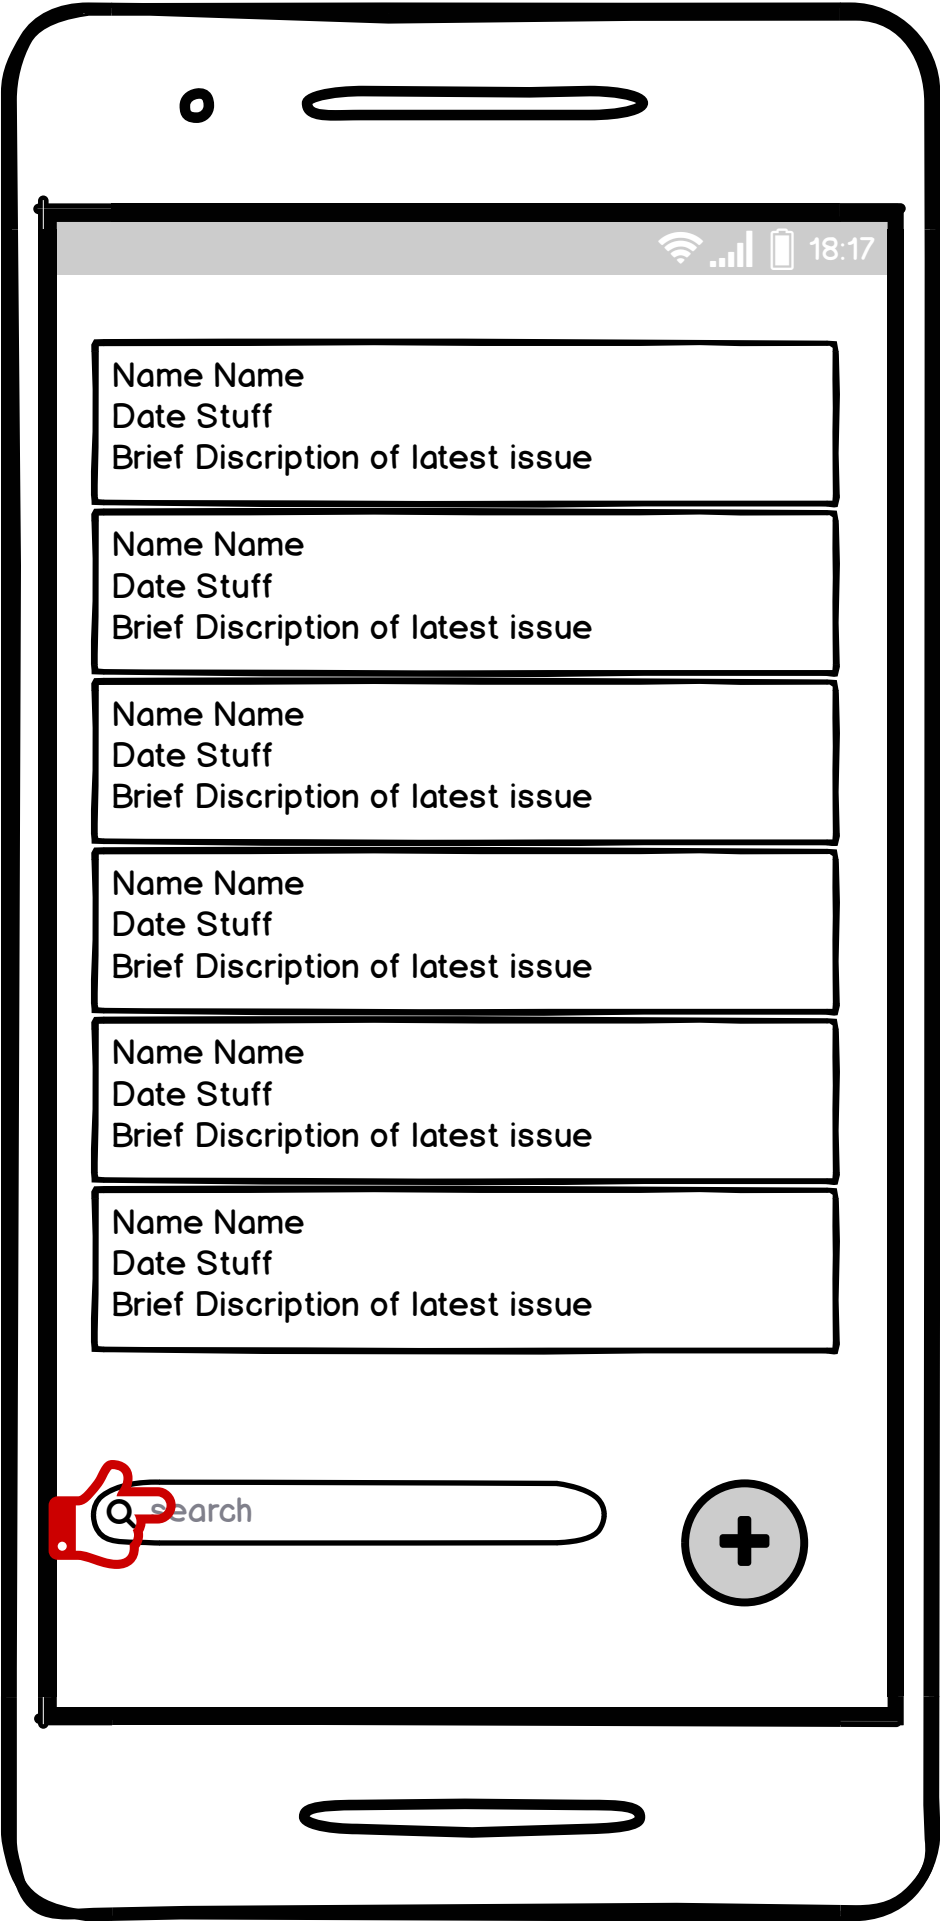 18:17
Name Name
Date Stuff
Brief Discription of latest issue
Name Name
Date Stuff
Brief Discription of latest issue
Name Name
Date Stuff
Brief Discription of latest issue
Name Name
Date Stuff
Brief Discription of latest issue
Name Name
Date Stuff
Brief Discription of latest issue
Name Name
Date Stuff
Brief Discription of latest issue
search